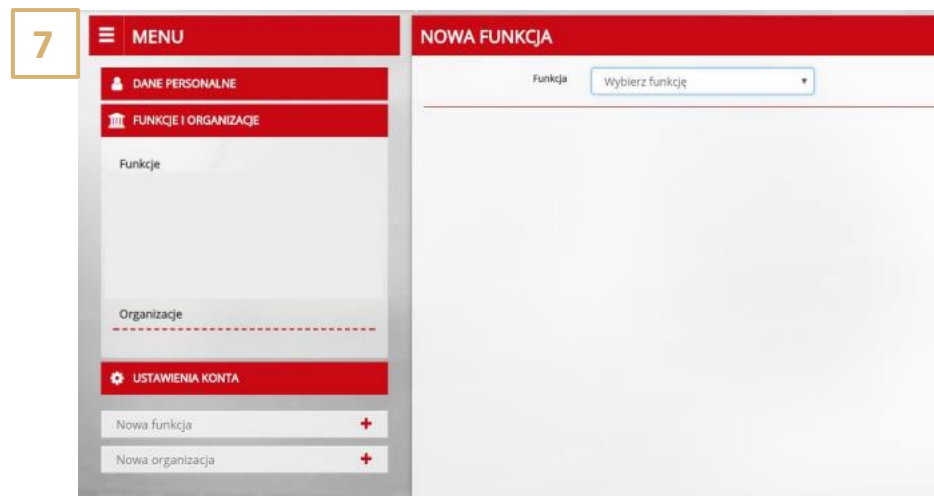 7
MENU
DANE PERSONALNE
FUNKCJE I ORGANIZACJE
Funkcje
Organizacje
USTAWIENIA KONTA
Nowa funkcja
Nowa organizacja
NOWA FUNKCJA
Funkcja Wybierz funkcję